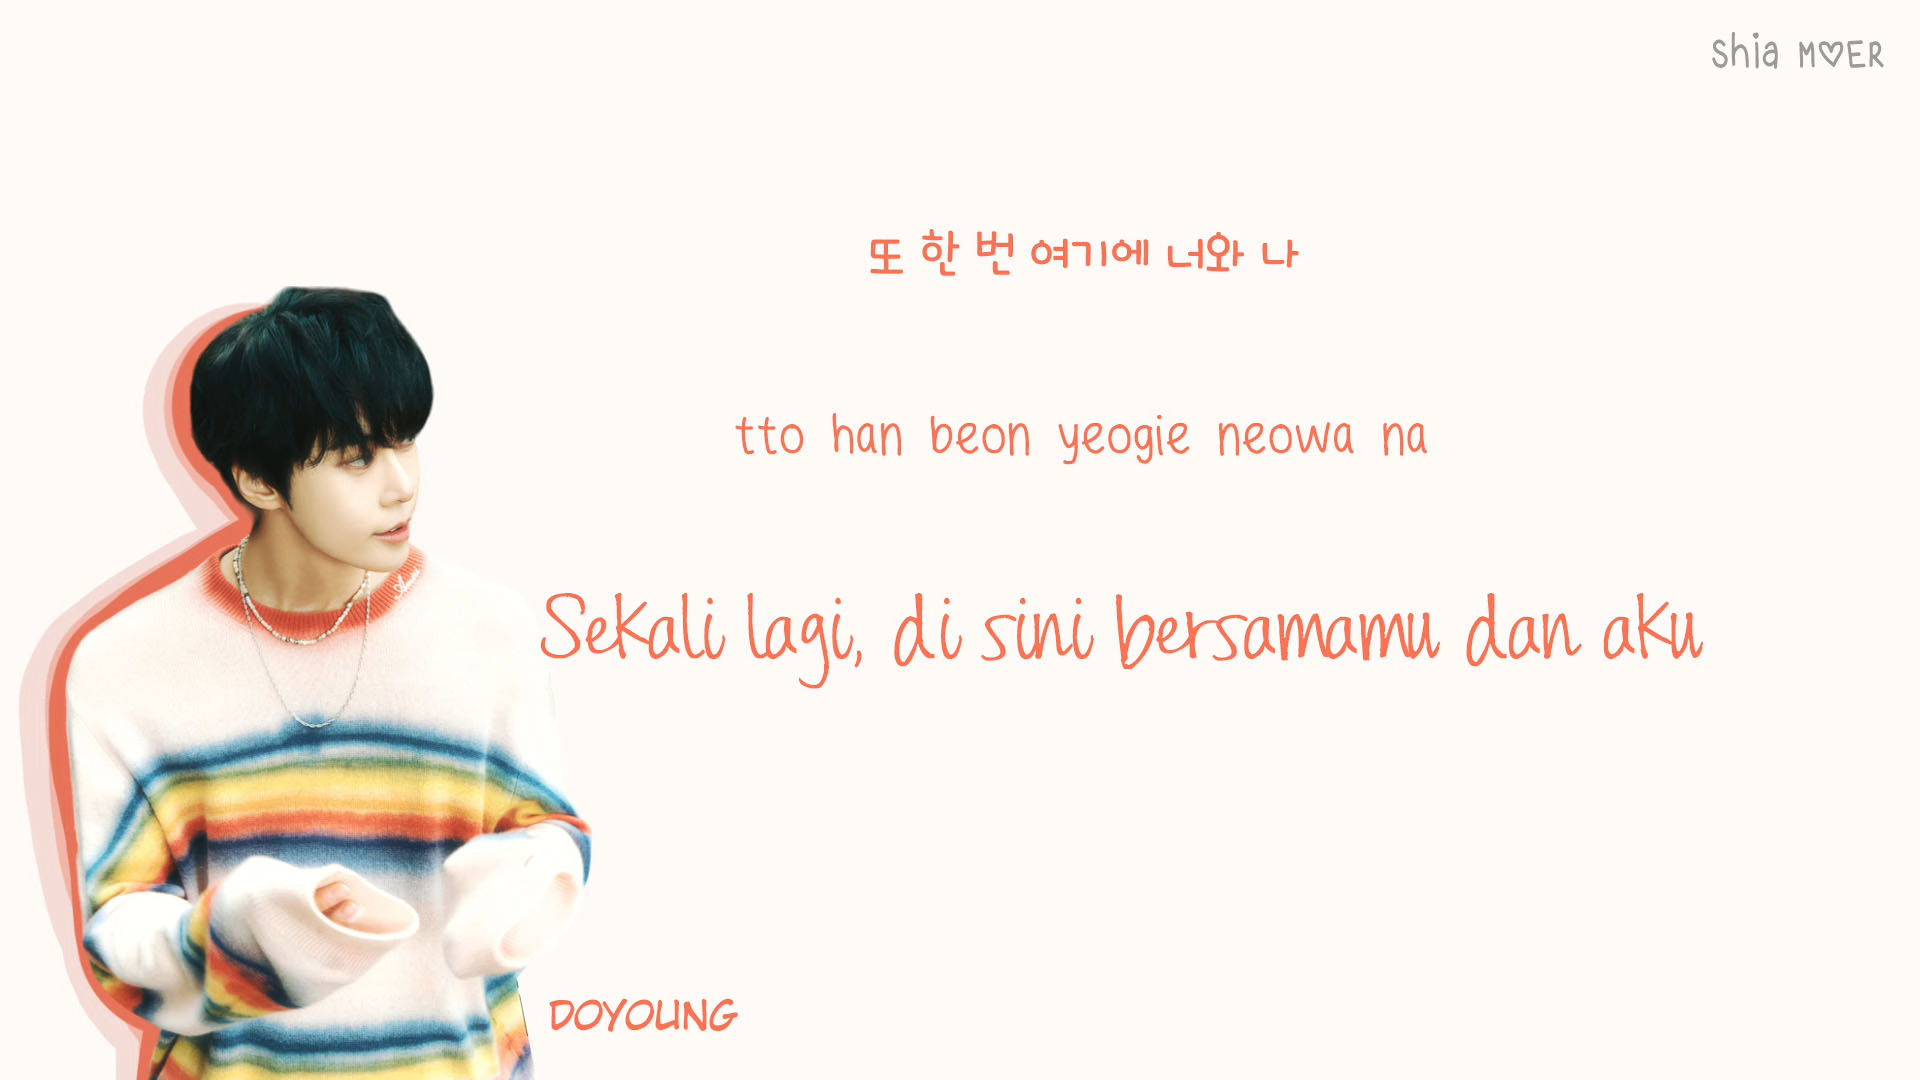 Shia M♡ER
또 한 번 여기에 너와 나
tto han beon yeogie neowa na
Sekali lagi, di sini bersamamu dan aku
DOYOUNG